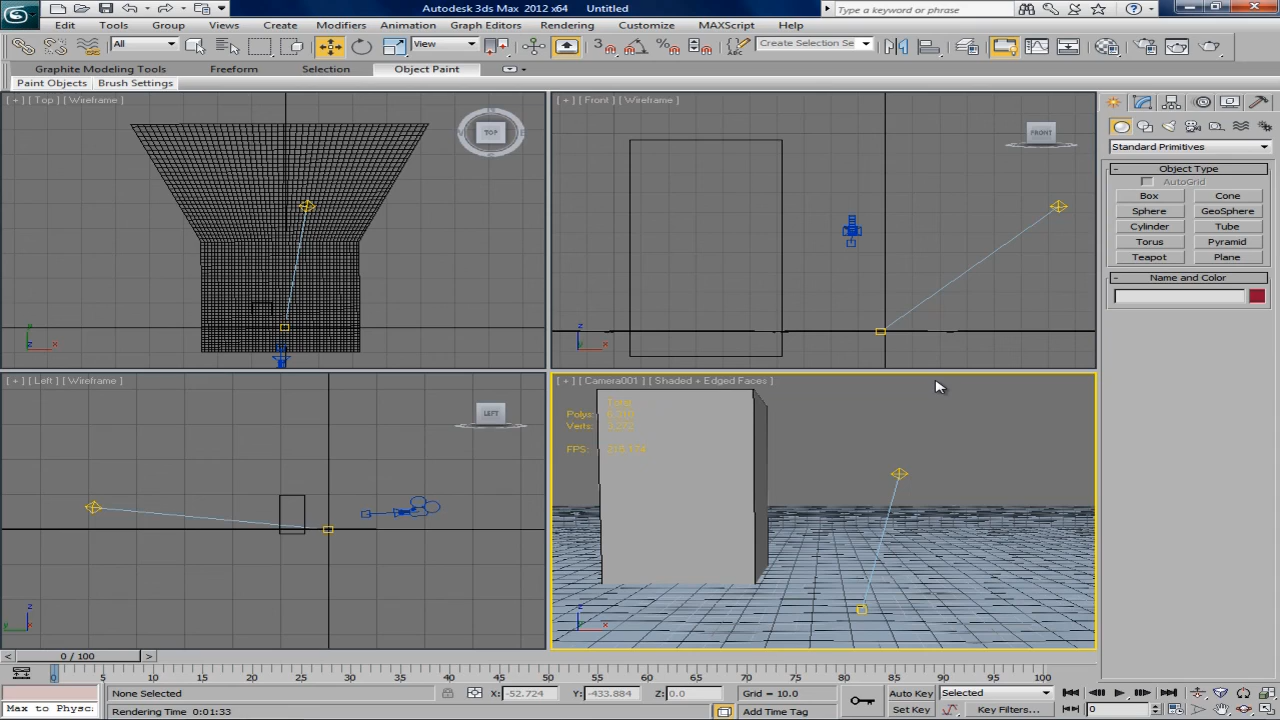 Autodesk 3ds Max 2012 x64 Untitled
Type a keyword or phrase
Edit Tools Group Views Create Modifiers Animation Graph Editors Rendering Customize MAXScript Help
All View Create Selection Se
Graphite Modeling Tools Freeform Selection Object Paint
Paint Objects Brush Settings
[ + ] [ Top ] [ Wireframe ]
TOP
[ + ] [ Front ] [ Wireframe ]
FRONT
Standard Primitives
Object Type
AutoGrid
Box Cone
Sphere GeoSphere
Cylinder Tube
Torus Pyramid
Teapot Plane
Name and Color
[ + ] [ Left ] [ Wireframe ]
LEFT
[ + ] [ Camera001 ] [ Shaded + Edged Faces ]
Total
Polys:
Verts:
FPS:
0 / 100
0 5 10 15 20 25 30 35 40 45 50 55 60 65 70 75 80 85 90 95 100
None Selected X: -52.724 Y: -433.884 Z: 0.0 Grid = 10.0 Auto Key Selected
Max to Physc: Rendering Time 0:01:33 Add Time Tag Set Key Key Filters... 0